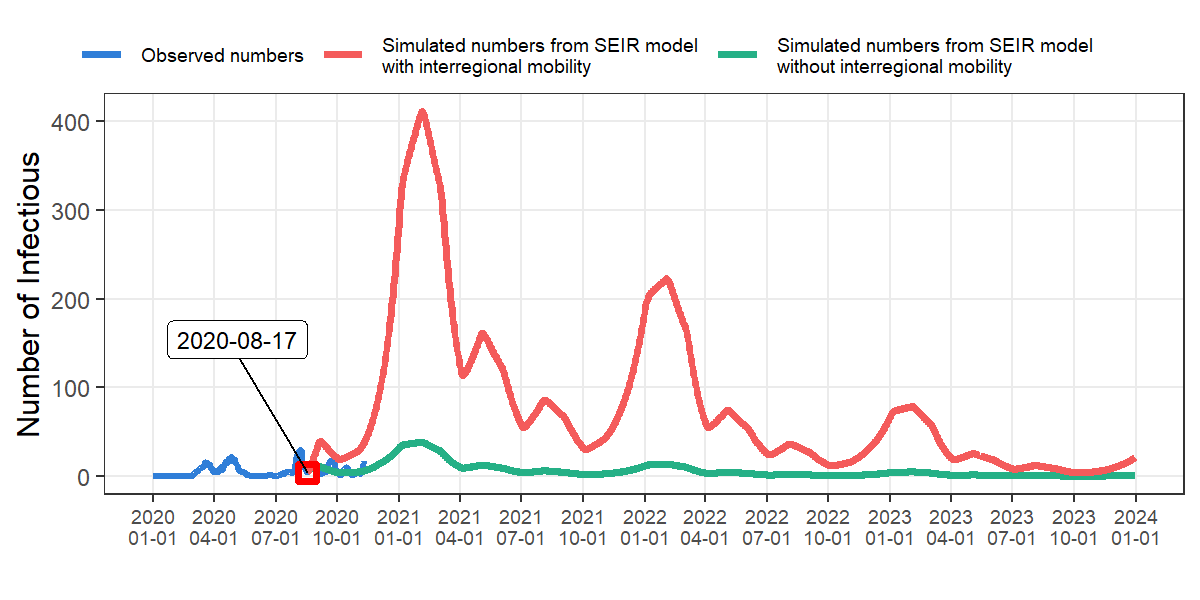 Observed numbers
Simulated numbers from SEIR model
with interregional mobility
Simulated numbers from SEIR model
without interregional mobility
Number of Infectious
400
300
200
100
0
2020-08-17
2020 2020 2020 2020 2021 2021 2021 2021 2022 2022 2022 2022 2023 2023 2023 2023 2024
01-01 04-01 07-01 10-01 01-01 04-01 07-01 10-01 01-01 04-01 07-01 10-01 01-01 04-01 07-01 10-01 01-01